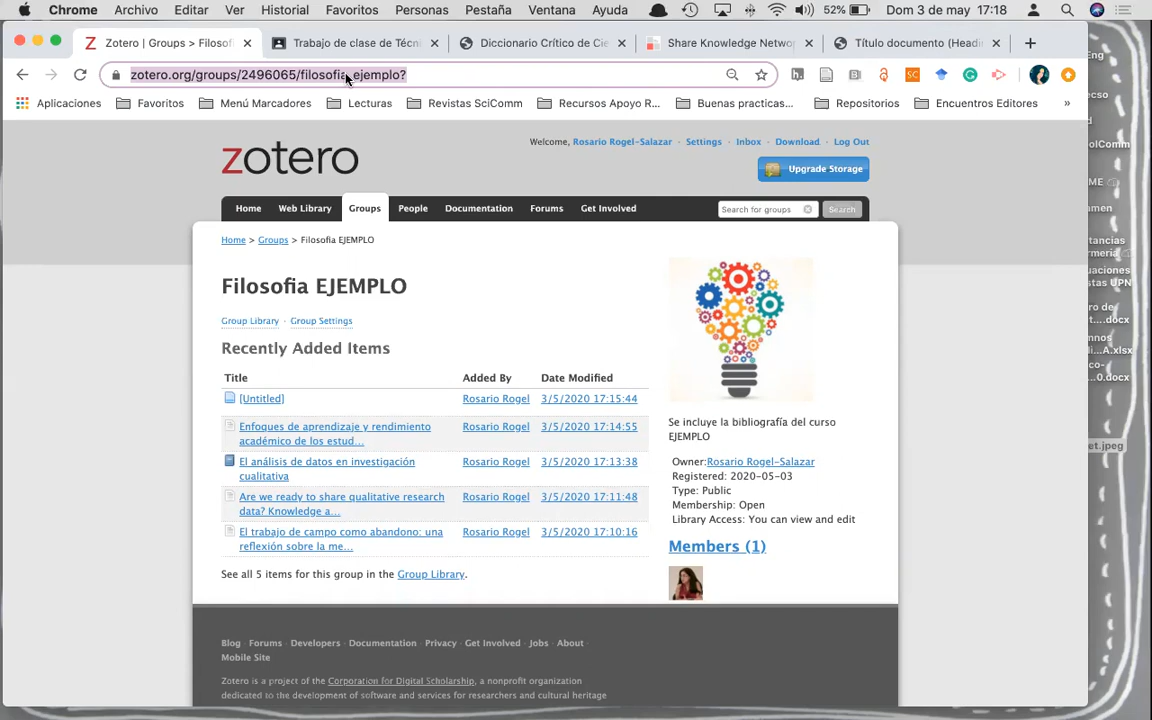 Chrome Archivo Editar Ver Historial Favoritos Personas Pestaña Ventana Ayuda 52% Dom 3 de may 17:18
Zotero | Groups > Filosofi Trabajo de clase de Técni Diccionario Crítico de Cie Share Knowledge Netwo Título documento (Headi
zotero.org/groups/2496065/filosofia_ejemplo?
Aplicaciones Favoritos Menú Marcadores Lecturas Revistas SciComm Recursos Apoyo R... Buenas practicas... Repositorios Encuentros Editores »
zotero
Welcome, Rosario Rogel-Salazar · Settings · Inbox · Download · Log Out
Upgrade Storage
Home Web Library Groups People Documentation Forums Get Involved Search for groups Search
Home > Groups > Filosofia EJEMPLO
Filosofia EJEMPLO
Group Library · Group Settings
Recently Added Items
Title Added By Date Modified
[Untitled] Rosario Rogel 3/5/2020 17:15:44
Enfoques de aprendizaje y rendimiento académico de los estud... Rosario Rogel 3/5/2020 17:14:55
El análisis de datos en investigación cualitativa Rosario Rogel 3/5/2020 17:13:38
Are we ready to share qualitative research data? Knowledge a... Rosario Rogel 3/5/2020 17:11:48
El trabajo de campo como abandono: una reflexión sobre la me... Rosario Rogel 3/5/2020 17:10:16
See all 5 items for this group in the Group Library.
Se incluye la bibliografía del curso
EJEMPLO
Owner:Rosario Rogel-Salazar
Registered: 2020-05-03
Type: Public
Membership: Open
Library Access: You can view and edit
Members (1)
Blog · Forums · Developers · Documentation · Privacy · Get Involved · Jobs · About ·
Mobile Site
Zotero is a project of the Corporation for Digital Scholarship, a nonprofit organization
dedicated to the development of software and services for researchers and cultural heritage